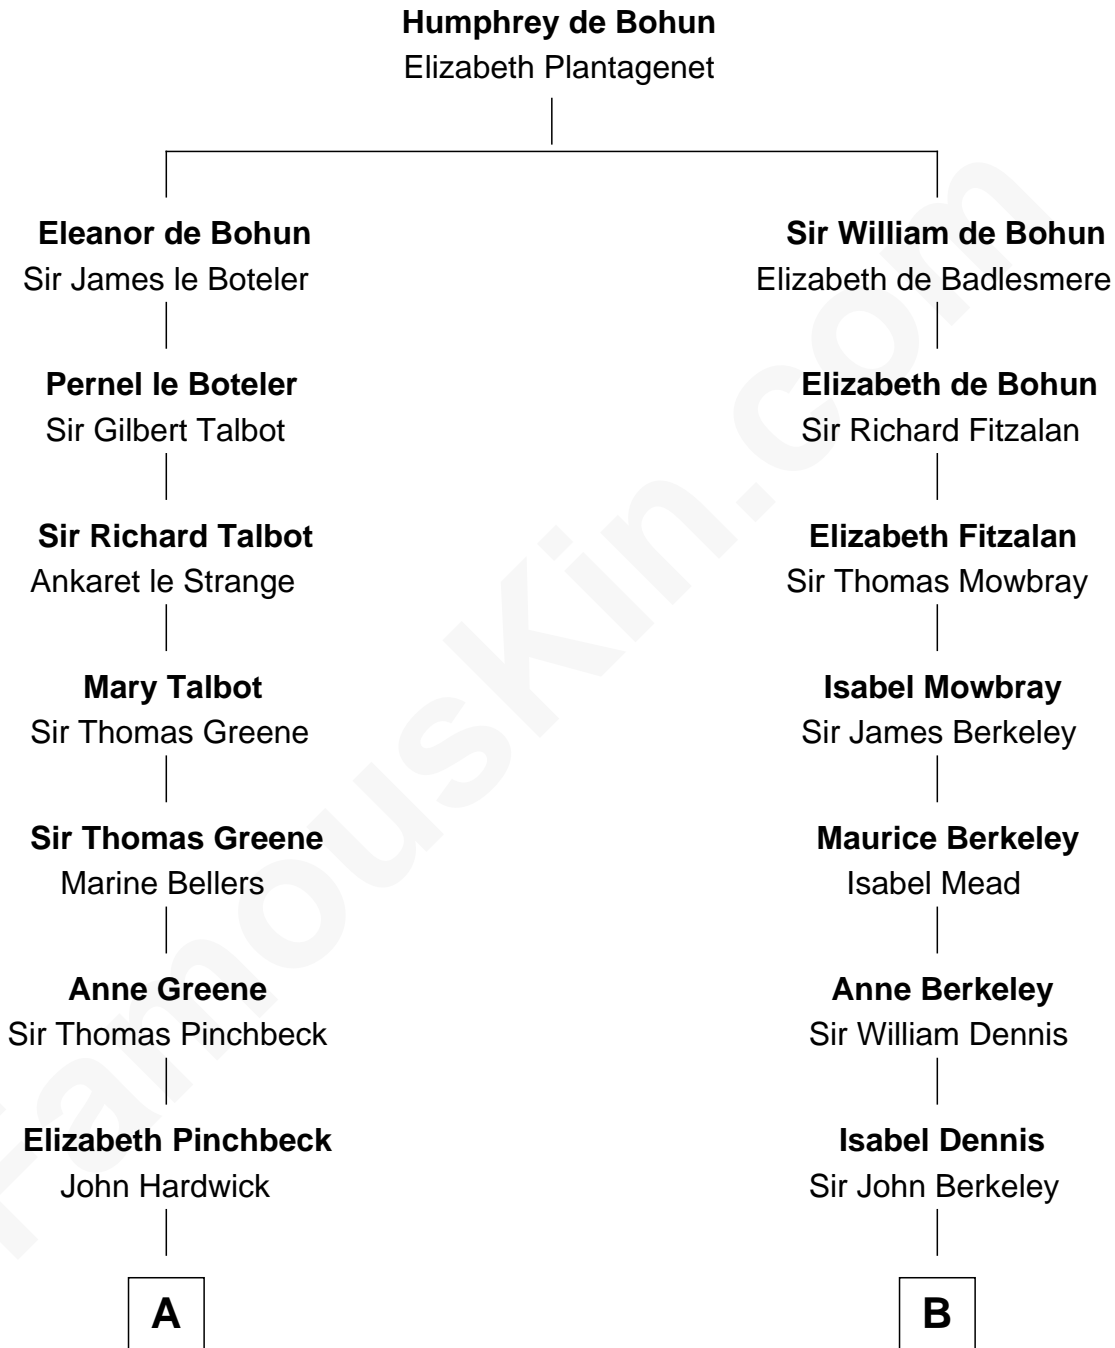 Humphrey de Bohun
Elizabeth Plantagenet
Eleanor de Bohun
Sir James le Boteler
Sir William de Bohun
Elizabeth de Badlesmere
Pernel le Boteler
Sir Gilbert Talbot
Elizabeth de Bohun
Sir Richard Fitzalan
Sir Richard Talbot
Ankaret le Strange
Elizabeth Fitzalan
Sir Thomas Mowbray
Mary Talbot
Sir Thomas Greene
Isabel Mowbray
Sir James Berkeley
Sir Thomas Greene
Marine Bellers
Maurice Berkeley
Isabel Mead
Anne Greene
Sir Thomas Pinchbeck
Anne Berkeley
Sir William Dennis
Elizabeth Pinchbeck
John Hardwick
Isabel Dennis
Sir John Berkeley
A
B
FamousKin.com